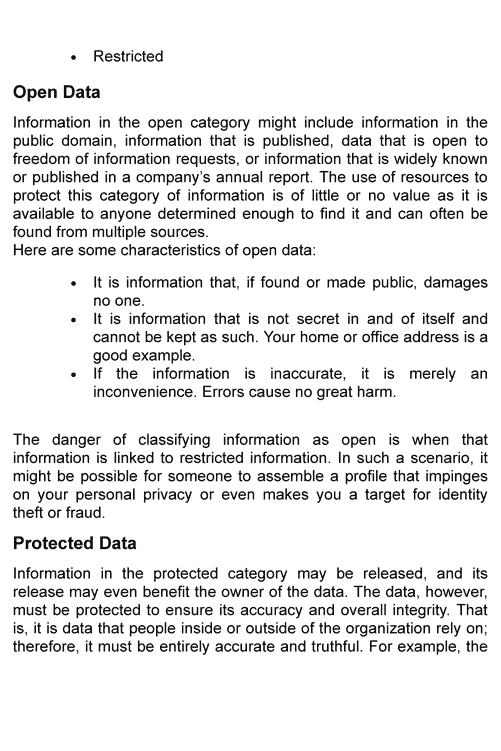 • Restricted
Open Data
Information in the open category might include information in the
public domain, information that is published, data that is open to
freedom of information requests, or information that is widely known
or published in a company's annual report. The use of resources to
protect this category of information is of little or no value as it is
available to anyone determined enough to find it and can often be
found from multiple sources.
Here are some characteristics of open data:
• It is information that, if found or made public, damages
no one.
• It is information that is not secret in and of itself and
cannot be kept as such. Your home or office address is a
good example.
• If the information is inaccurate, it is merely an
inconvenience. Errors cause no great harm.
The danger of classifying information as open is when that
information is linked to restricted information. In such a scenario, it
might be possible for someone to assemble a profile that impinges
on your personal privacy or even makes you a target for identity
theft or fraud.
Protected Data
Information in the protected category may be released, and its
release may even benefit the owner of the data. The data, however,
must be protected to ensure its accuracy and overall integrity. That
is, it is data that people inside or outside of the organization rely on;
therefore, it must be entirely accurate and truthful. For example, the